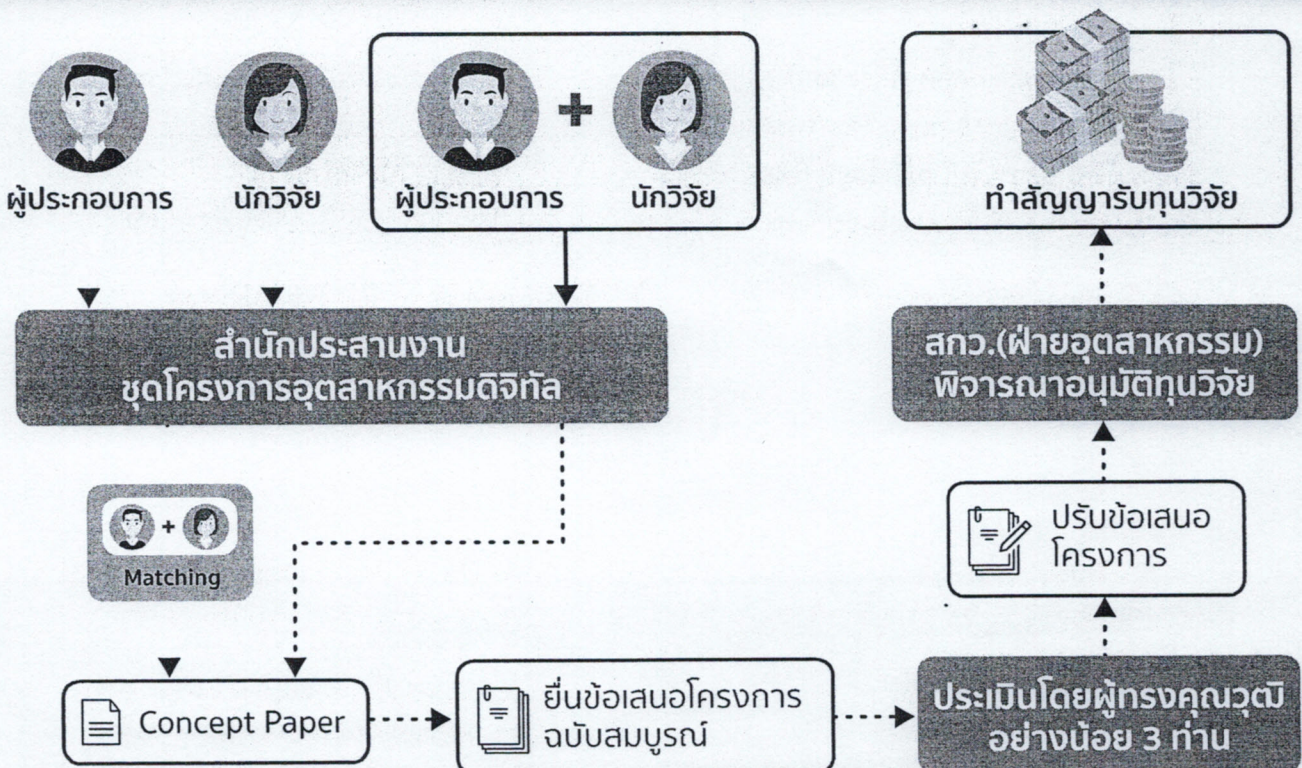 ผู้ประกอบการ
นักวิจัย
ผู้ประกอบการ
นักวิจัย
ทำสัญญารับทุนวิจัย
สำนักประสานงาน
ชุดโครงการอุตสาหกรรมดิจิทัล
สกว.(ฝ่ายอุตสาหกรรม)
พิจารณาอนุมัติทุนวิจัย
Matching
ปรับข้อเสนอ
โครงการ
Concept Paper
ยื่นข้อเสนอโครงการ
ฉบับสมบูรณ์
ประเมินโดยผู้ทรงคุณวุฒิ
อย่างน้อย 3 ท่าน